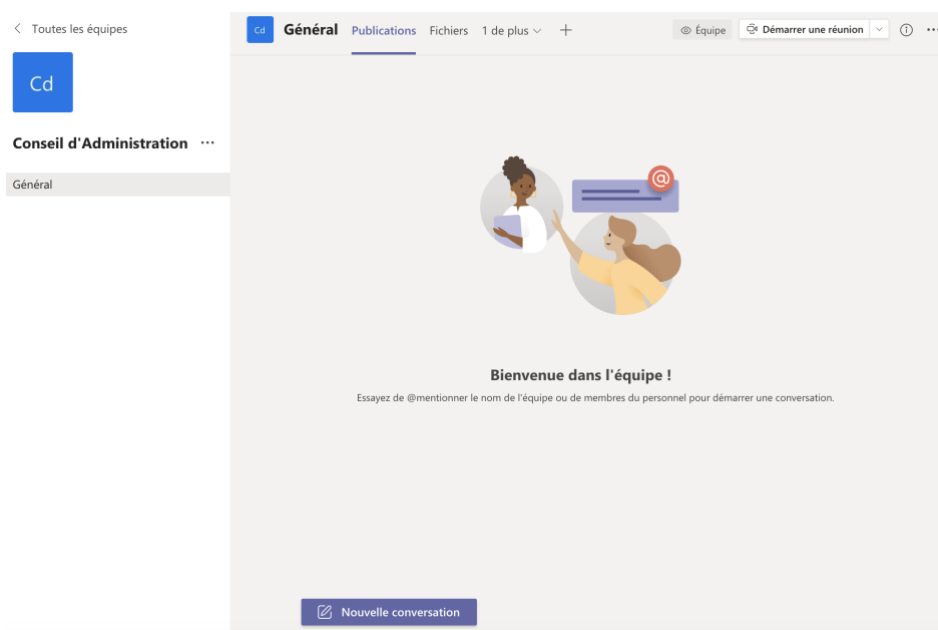 Toutes les équipes
Cd
Conseil d'Administration ...
Général
Cd Général Publications Fichiers 1 de plus + Équipe Démarrer une réunion ...
@
Bienvenue dans l'équipe !
Essayez de @mentionner le nom de l'équipe ou de membres du personnel pour démarrer une conversation.
Nouvelle conversation